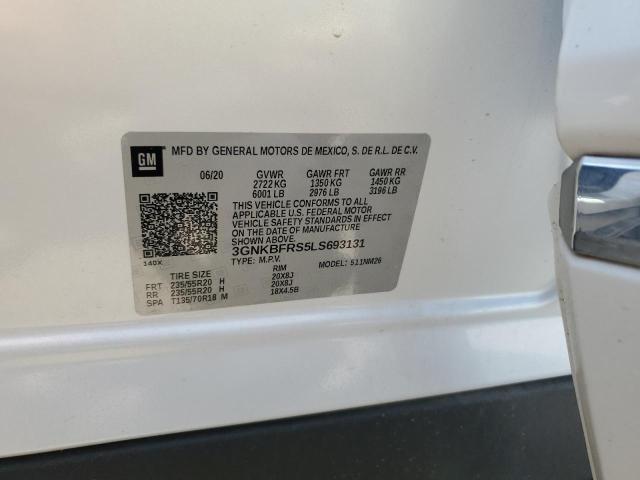 GM
MFD BY GENERAL MOTORS DE MEXICO, S. DE R.L. DE C.V.
06/20 GVWR GAWR FRT GAWR RR
2722 KG 1350 KG 1450 KG
6001 LB 2976 LB 3196 LB
THIS VEHICLE CONFORMS TO ALL
APPLICABLE U.S. FEDERAL MOTOR
VEHICLE SAFETY STANDARDS IN
EFFECT ON THE DATE OF
MANUFACTURE SHOWN ABOVE.
3GNKBFRS5LS693131
140X TYPE: M.P.V. MODEL: 511NM26
TIRE SIZE RIM
FRT 235/55R20 H 20X8J
RR 235/55R20 H 20X8J
SPA T135/70R18 M 18X4.5B